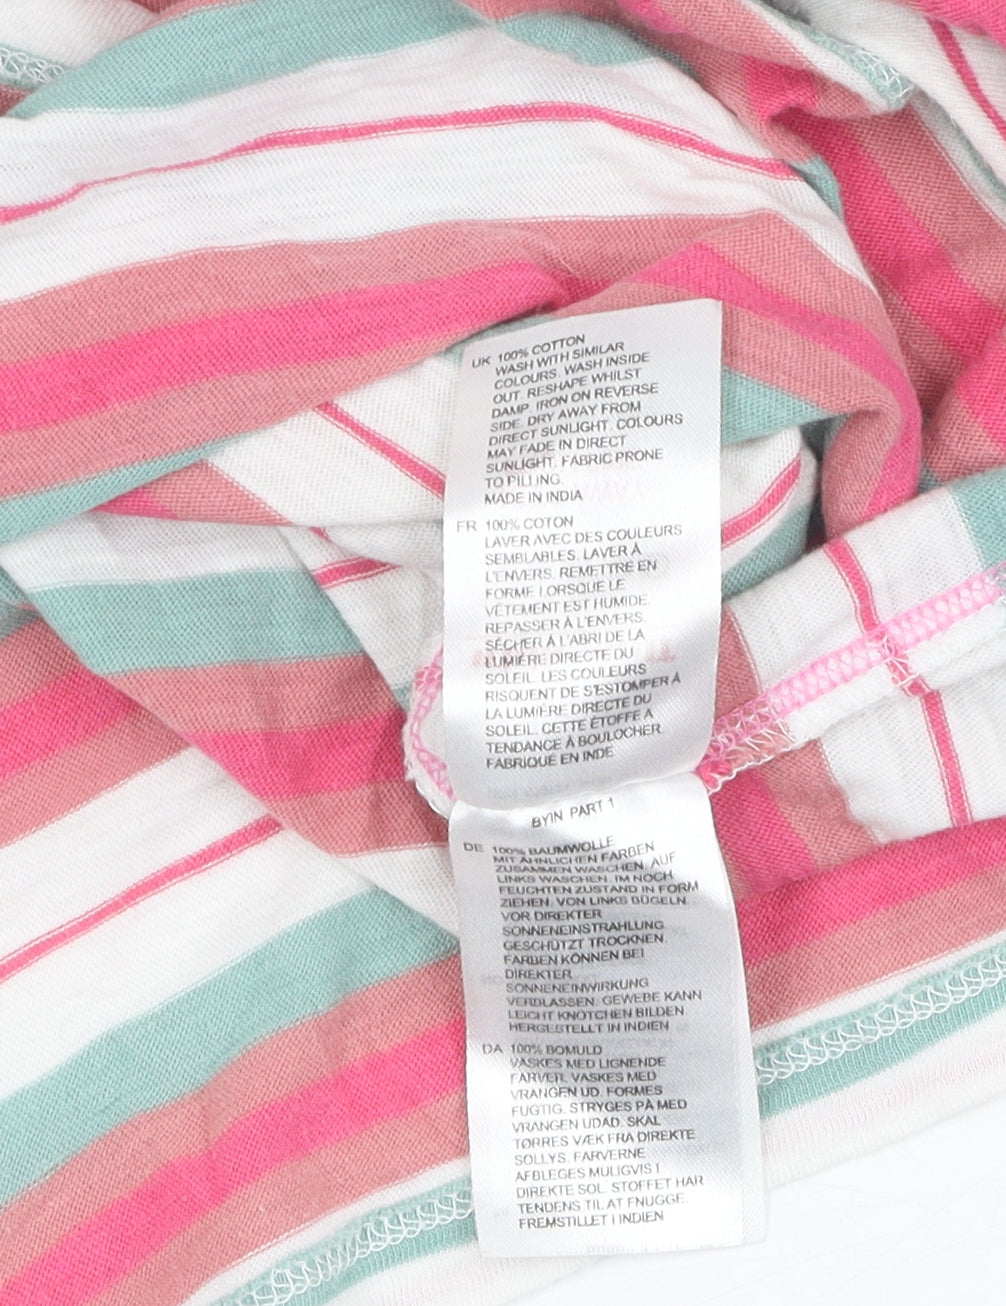 UK 100% COTTON
WASH WITH SIMILAR
COLOURS. WASH INSIDE
OUT. RESHAPE WHILST
DAMP. IRON ON REVERSE
SIDE. DRY AWAY FROM
DIRECT SUNLIGHT. COLOURS
MAY FADE IN DIRECT
SUNLIGHT. FABRIC PRONE
TO PILLING.
MADE IN INDIA
FR 100% COTON
LAVER AVEC DES COULEURS
SEMBLABLES. LAVER À
L'ENVERS. REMETTRE EN
FORME LORSQUE LE
VÊTEMENT EST HUMIDE.
REPASSER À L'ENVERS.
SÉCHER À L'ABRI DE LA
LUMIÈRE DIRECTE DU
SOLEIL. LES COULEURS
RISQUENT DE S'ESTOMPER À
LA LUMIÈRE DIRECTE DU
SOLEIL. CETTE ÉTOFFE A
TENDANCE À BOULOCHER.
FABRIQUÉ EN INDE
BYIN PART 1
DE 100% BAUMWOLLE
MIT ÄHNLICHEN FARBEN
ZUSAMMEN WASCHEN. AUF
LINKS WASCHEN. IM NOCH
FEUCHTEN ZUSTAND IN FORM
ZIEHEN. VON LINKS BÜGELN.
VOR DIREKTER
SONNENEINSTRAHLUNG
GESCHÜTZT TROCKNEN.
FARBEN KÖNNEN BEI
DIREKTER
SONNENEINWIRKUNG
VERBLASSEN. GEWEBE KANN
LEICHT KNÖTCHEN BILDEN
HERGESTELLT IN INDIEN
DA 100% BOMULD
VASKES MED LIGNENDE
FARVER. VASKES MED
VRANGEN UD. FORMES
FUGTIG. STRYGES PÅ MED
VRANGEN UDAD. SKAL
TØRRES VÆK FRA DIREKTE
SOLLYS. FARVERNE
AFBLEGES MULIGVIS I
DIREKTE SOL. STOFFET HAR
TENDENS TIL AT FNUGGE.
FREMSTILLET I INDIEN